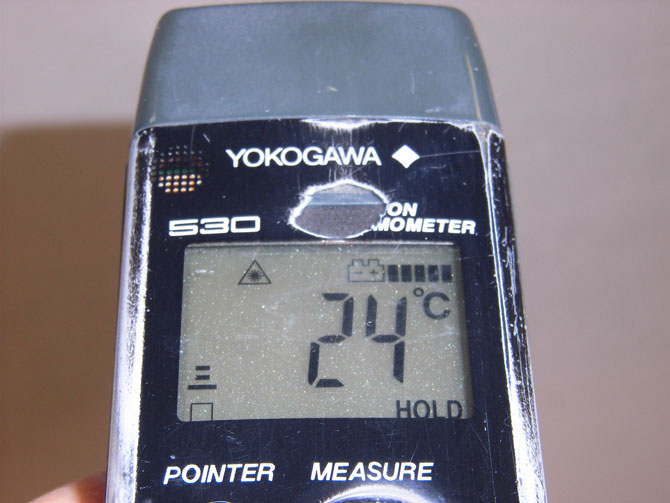 YOKOGAWA
530
24°C
HOLD
POINTER MEASURE